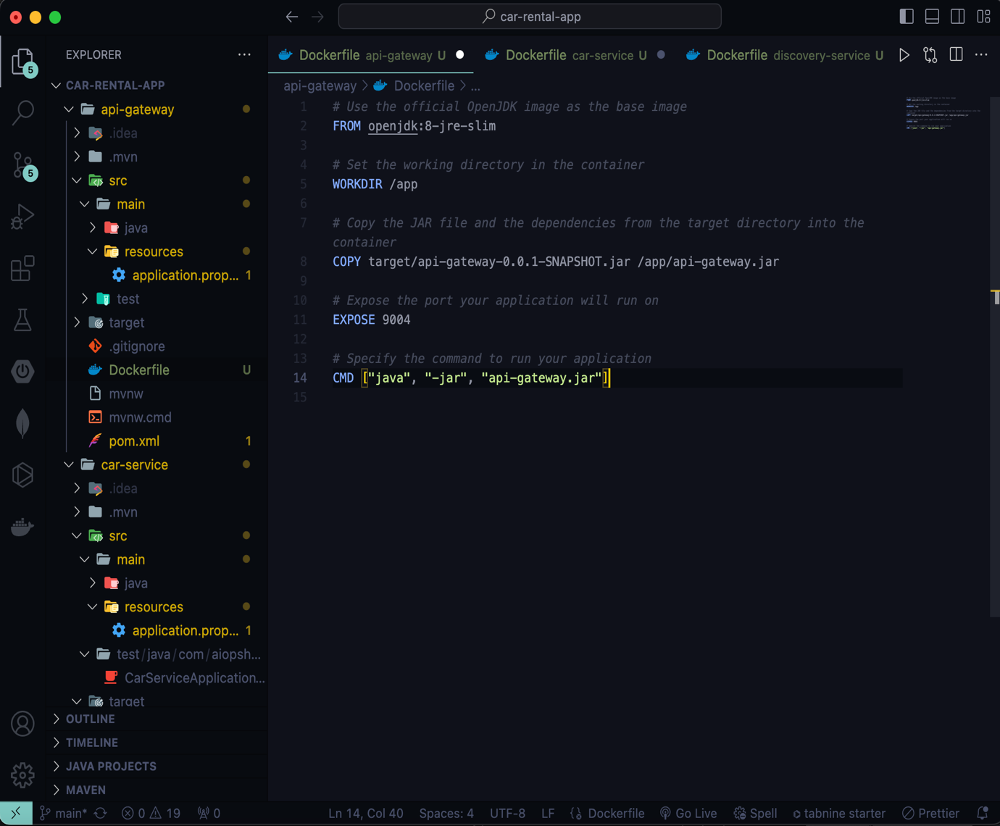 car-rental-app
EXPLORER
Dockerfile api-gateway U
Dockerfile car-service U
Dockerfile discovery-service U
5
CAR-RENTAL-APP
api-gateway
.idea
.mvn
src
5
main
java
resources
application.prop... 1
test
target
.gitignore
Dockerfile U
mvnw
mvnw.cmd
pom.xml 1
car-service
.idea
.mvn
src
main
java
resources
application.prop... 1
test/java/com/aiopsh...
CarServiceApplication...
target
OUTLINE
TIMELINE
JAVA PROJECTS
MAVEN
api-gateway > Dockerfile > ...
1 # Use the official OpenJDK image as the base image
2 FROM openjdk:8-jre-slim
3
4 # Set the working directory in the container
5 WORKDIR /app
6
7 # Copy the JAR file and the dependencies from the target directory into the
container
8 COPY target/api-gateway-0.0.1-SNAPSHOT.jar /app/api-gateway.jar
9
10 # Expose the port your application will run on
11 EXPOSE 9004
12
13 # Specify the command to run your application
14 CMD ["java", "-jar", "api-gateway.jar"]
15
main* 0 19 0 Ln 14, Col 40 Spaces: 4 UTF-8 LF Dockerfile Go Live Spell tabnine starter Prettier